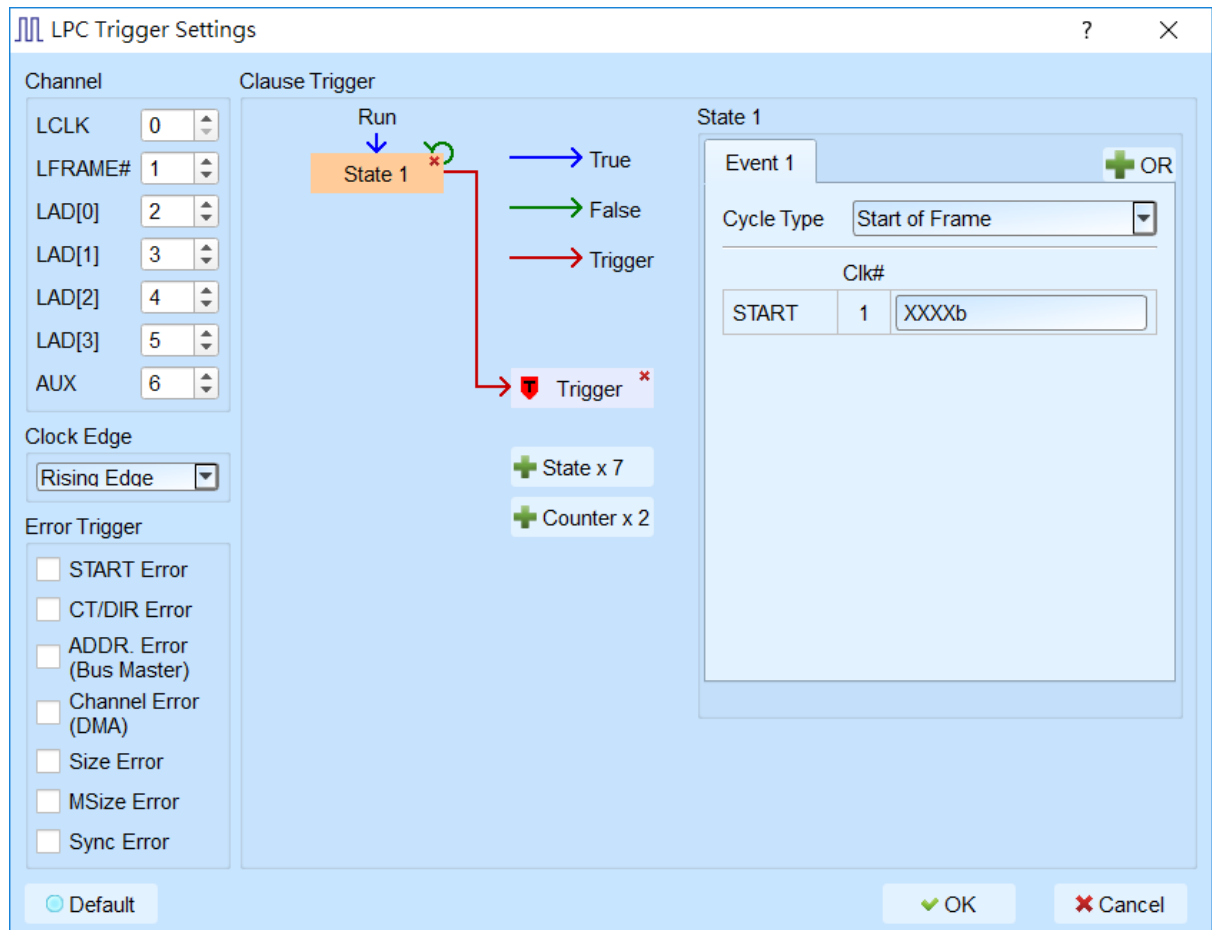 LPC Trigger Settings
?
Channel
LCLK 0
LFRAME# 1
LAD[0] 2
LAD[1] 3
LAD[2] 4
LAD[3] 5
AUX 6
Clock Edge
Rising Edge
Error Trigger
START Error
CT/DIR Error
ADDR. Error
(Bus Master)
Channel Error
(DMA)
Size Error
MSize Error
Sync Error
Clause Trigger
Run
State 1
True
False
Trigger
T Trigger
State x 7
Counter x 2
State 1
Event 1
OR
Cycle Type Start of Frame
Clk#
START 1 XXXXb
Default
OK
Cancel